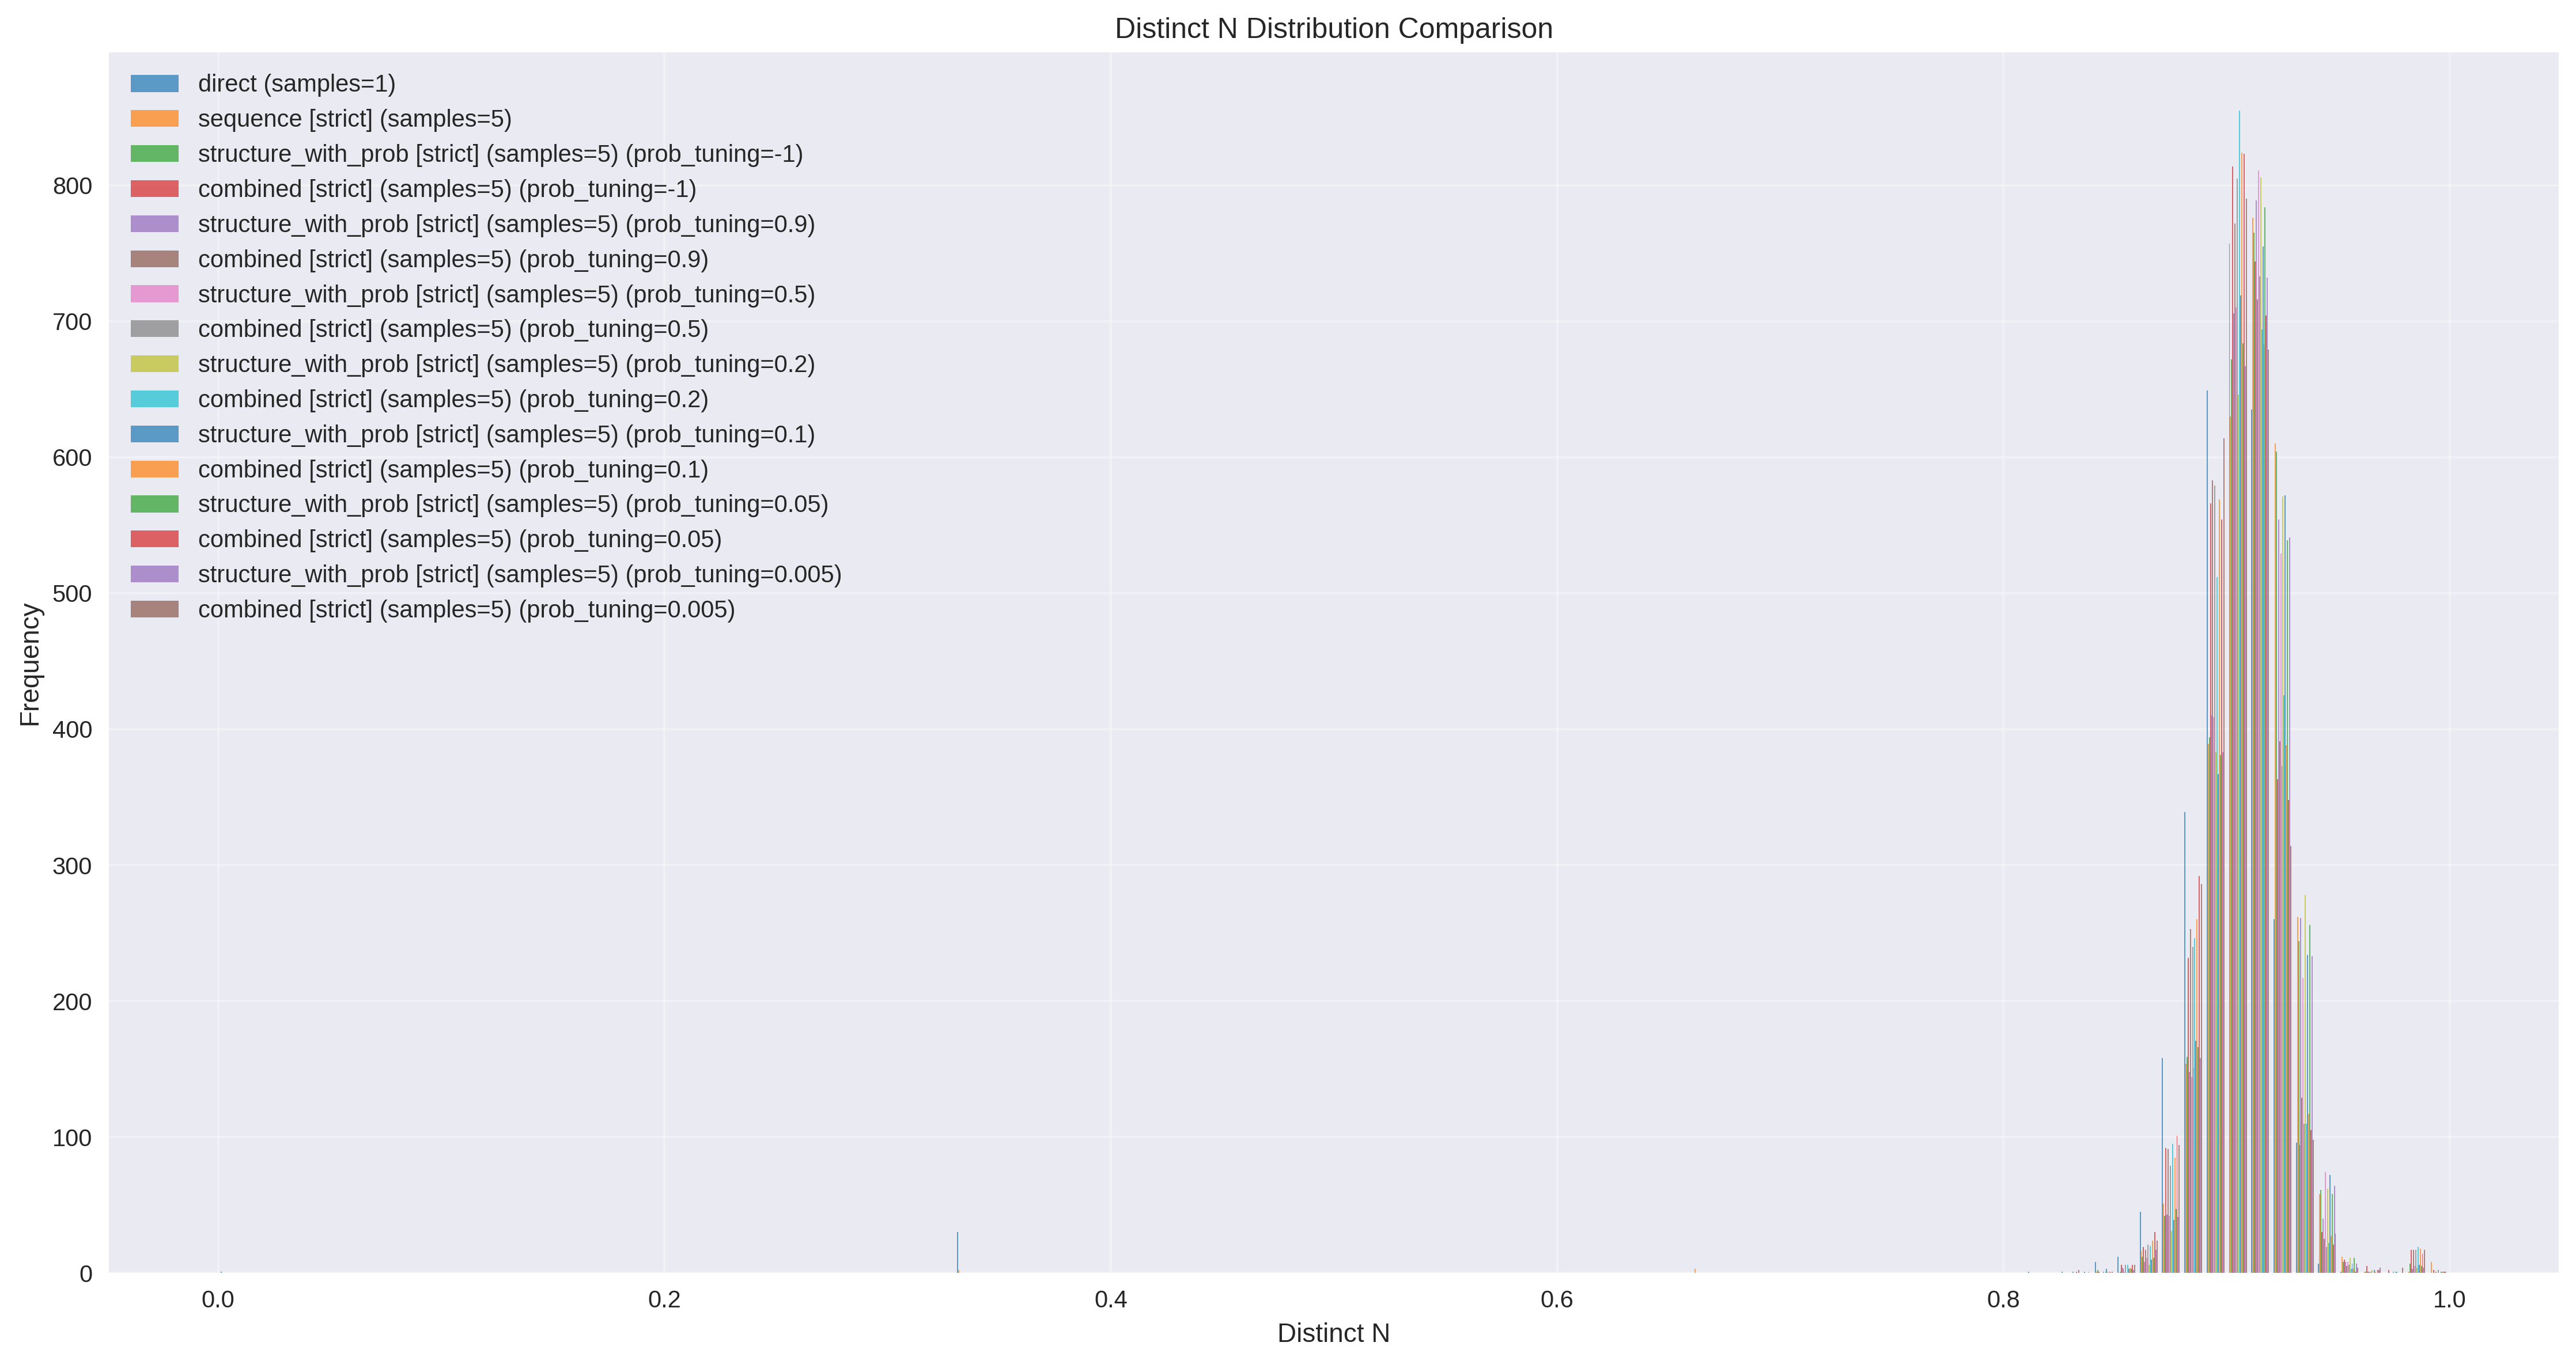 Distinct N Distribution Comparison
direct (samples=1)
sequence [strict] (samples=5)
structure_with_prob [strict] (samples=5) (prob_tuning=-1)
combined [strict] (samples=5) (prob_tuning=-1)
structure_with_prob [strict] (samples=5) (prob_tuning=0.9)
combined [strict] (samples=5) (prob_tuning=0.9)
structure_with_prob [strict] (samples=5) (prob_tuning=0.5)
combined [strict] (samples=5) (prob_tuning=0.5)
structure_with_prob [strict] (samples=5) (prob_tuning=0.2)
combined [strict] (samples=5) (prob_tuning=0.2)
structure_with_prob [strict] (samples=5) (prob_tuning=0.1)
combined [strict] (samples=5) (prob_tuning=0.1)
structure_with_prob [strict] (samples=5) (prob_tuning=0.05)
combined [strict] (samples=5) (prob_tuning=0.05)
structure_with_prob [strict] (samples=5) (prob_tuning=0.005)
combined [strict] (samples=5) (prob_tuning=0.005)
Frequency
800
700
600
500
400
300
200
100
0
0.0 0.2 0.4 0.6 0.8 1.0
Distinct N